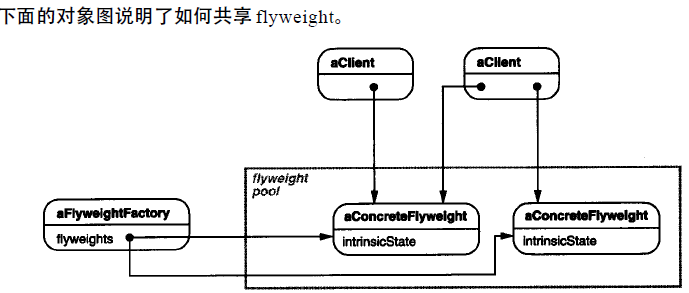 下面的对象图说明了如何共享 flyweight。
aClient
aClient
flyweight
pool
aFlyweightFactory
flyweights
aConcreteFlyweight
intrinsicState
aConcreteFlyweight
intrinsicState